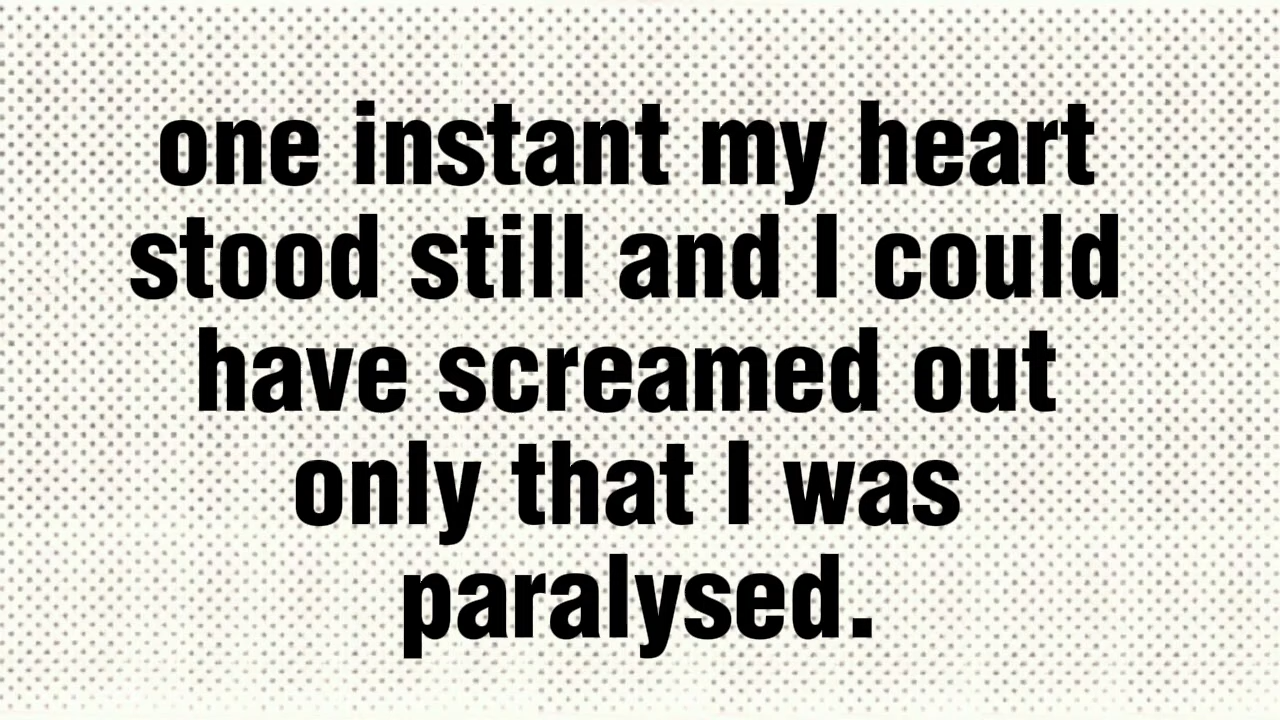 one instant my heart
stood still and I could
have screamed out
only that I was
paralysed.